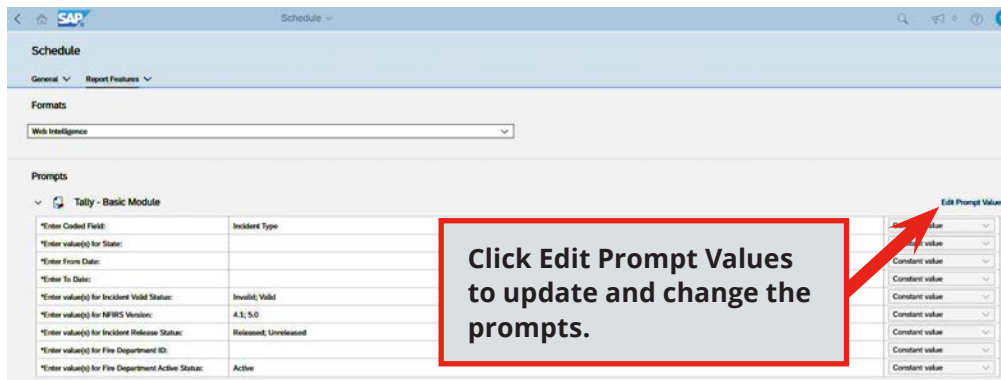 SAP Schedule
Schedule
General Report Features
Formats
Web Intelligence
Prompts
Tally - Basic Module Edit Prompt Values
*Enter Coded Field: Incident Type value
*Enter value(s) for State: value
*Enter From Date: Constant value
*Enter To Date: Constant value
*Enter value(s) for Incident Valid Status: Invalid; Valid Constant value
*Enter value(s) for NFIRS Version: 4.1; 5.0 Constant value
*Enter value(s) for Incident Release Status: Released; Unreleased Constant value
*Enter value(s) for Fire Department ID: Constant value
*Enter value(s) for Fire Department Active Status: Active Constant value
Click Edit Prompt Values
to update and change the
prompts.